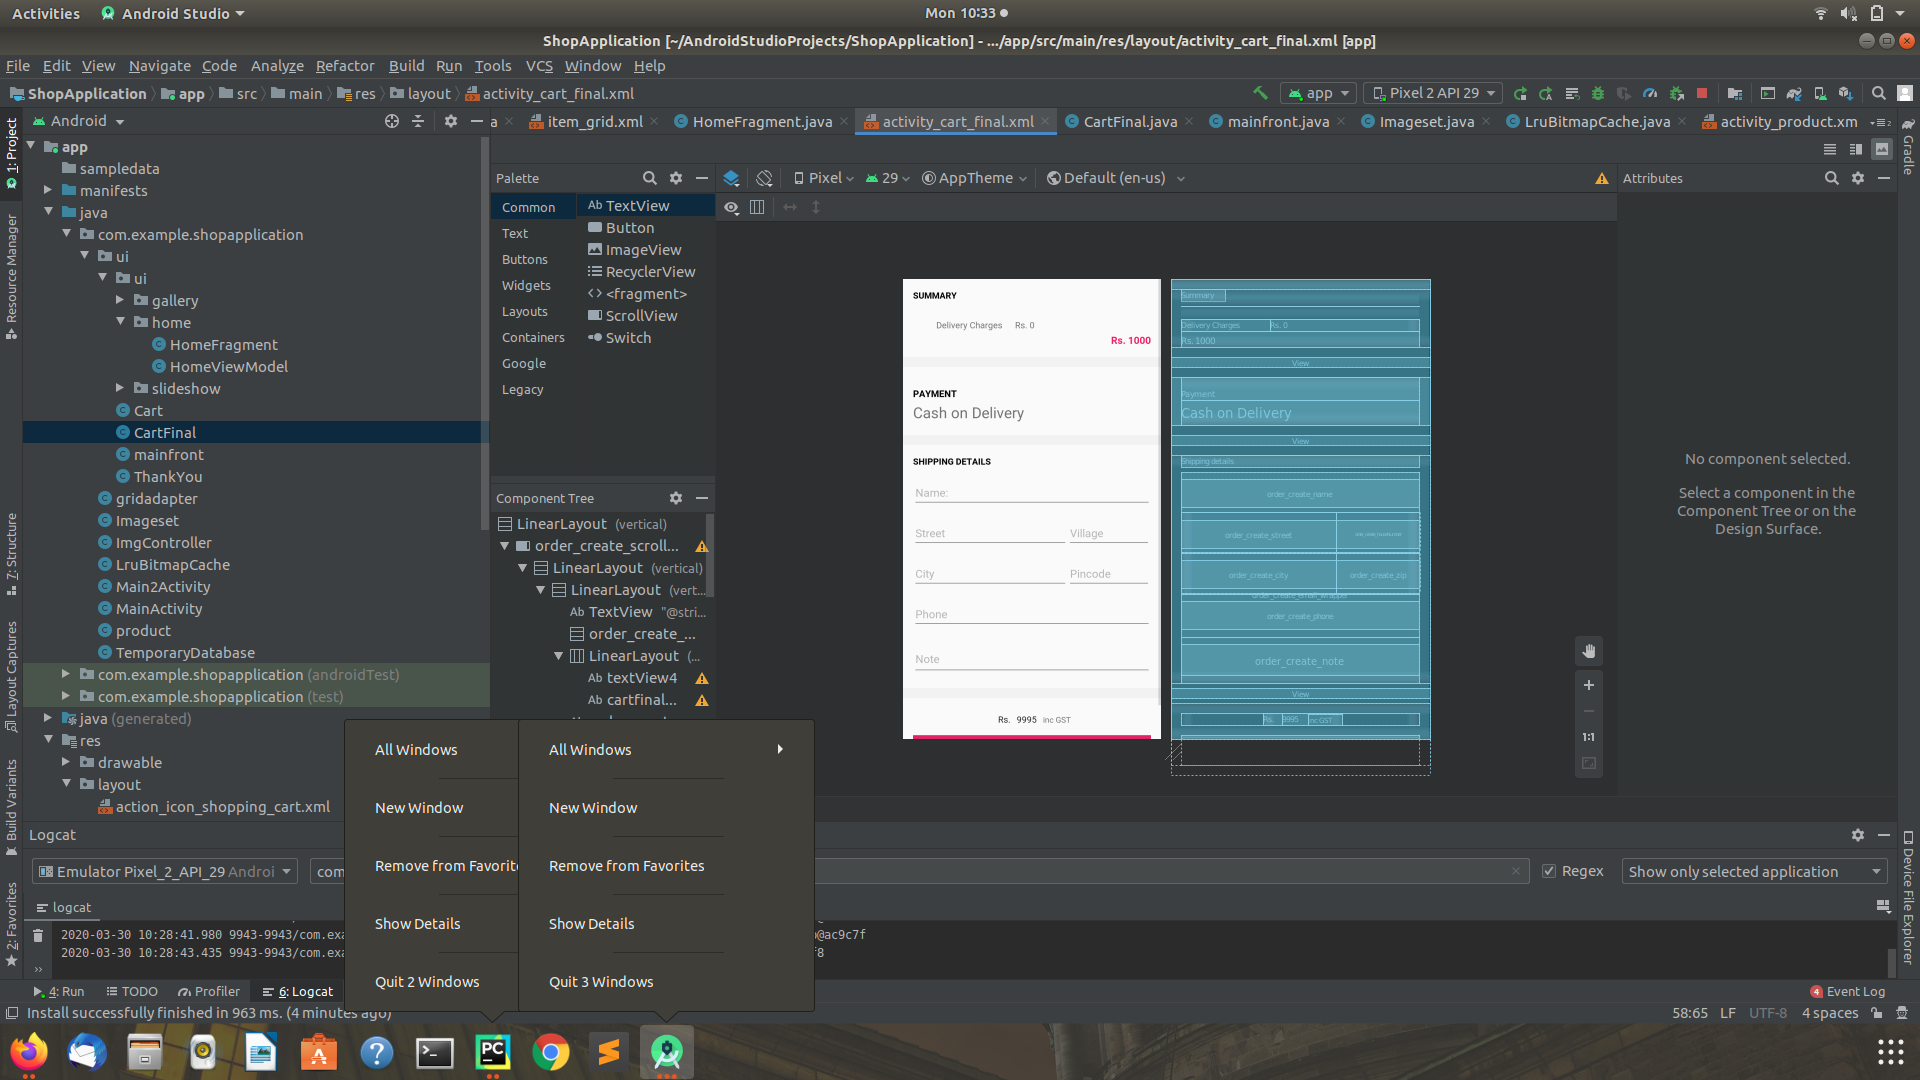 Activities
Android Studio
Mon 10:33
ShopApplication [~/AndroidStudioProjects/ShopApplication] - .../app/src/main/res/layout/activity_cart_final.xml [app]
File Edit View Navigate Code Analyze Refactor Build Run Tools VCS Window Help
ShopApplication app src main res layout activity_cart_final.xml
app
Pixel 2 API 29
Android
a item_grid.xml HomeFragment.java activity_cart_final.xml CartFinal.java mainfront.java Imageset.java LruBitmapCache.java activity_product.xm
1: Project
Resource Manager
7: Structure
Layout Captures
Build Variants
2: Favorites
app
sampledata
manifests
java
com.example.shopapplication
ui
ui
gallery
home
HomeFragment
HomeViewModel
slideshow
Cart
CartFinal
mainfront
ThankYou
gridadapter
Imageset
ImgController
LruBitmapCache
Main2Activity
MainActivity
product
TemporaryDatabase
com.example.shopapplication (androidTest)
com.example.shopapplication (test)
java (generated)
res
drawable
layout
action_icon_shopping_cart.xml
Palette
Common
Text
Buttons
Widgets
Layouts
Containers
Google
Legacy
Ab TextView
Button
ImageView
RecyclerView
<> <fragment>
ScrollView
Switch
Component Tree
LinearLayout (vertical)
order_create_scroll...
LinearLayout (vertical)
LinearLayout (vert...
Ab TextView "@stri...
order_create_...
LinearLayout (...
Ab textView4
Ab cartfinal...
Pixel 29 AppTheme Default (en-us)
SUMMARY
Delivery Charges Rs. 0
Rs. 1000
PAYMENT
Cash on Delivery
SHIPPING DETAILS
Name:
Street Village
City Pincode
Phone
Note
Rs. 9995 inc GST
Summary
Delivery Charges Rs. 0
Rs. 1000
View
Payment
Cash on Delivery
View
Shipping details
order_create_name
order_create_street
order_create_city order_create_zip
order_create_email_wrapper
order_create_phone
order_create_note
View
Rs. 9995 inc GST
1:1
Attributes
No component selected.
Select a component in the
Component Tree or on the
Design Surface.
Gradle
Device File Explorer
Logcat
Emulator Pixel_2_API_29 Androi
com
Regex
Show only selected application
logcat
2020-03-30 10:28:41.980 9943-9943/com.exa
@ac9c7f
2020-03-30 10:28:43.435 9943-9943/com.exa
f8
All Windows
New Window
Remove from Favorite
Show Details
Quit 2 Windows
All Windows
New Window
Remove from Favorites
Show Details
Quit 3 Windows
4: Run TODO Profiler 6: Logcat
4 Event Log
Install successfully finished in 963 ms. (4 minutes ago)
58:65 LF UTF-8 4 spaces
PC